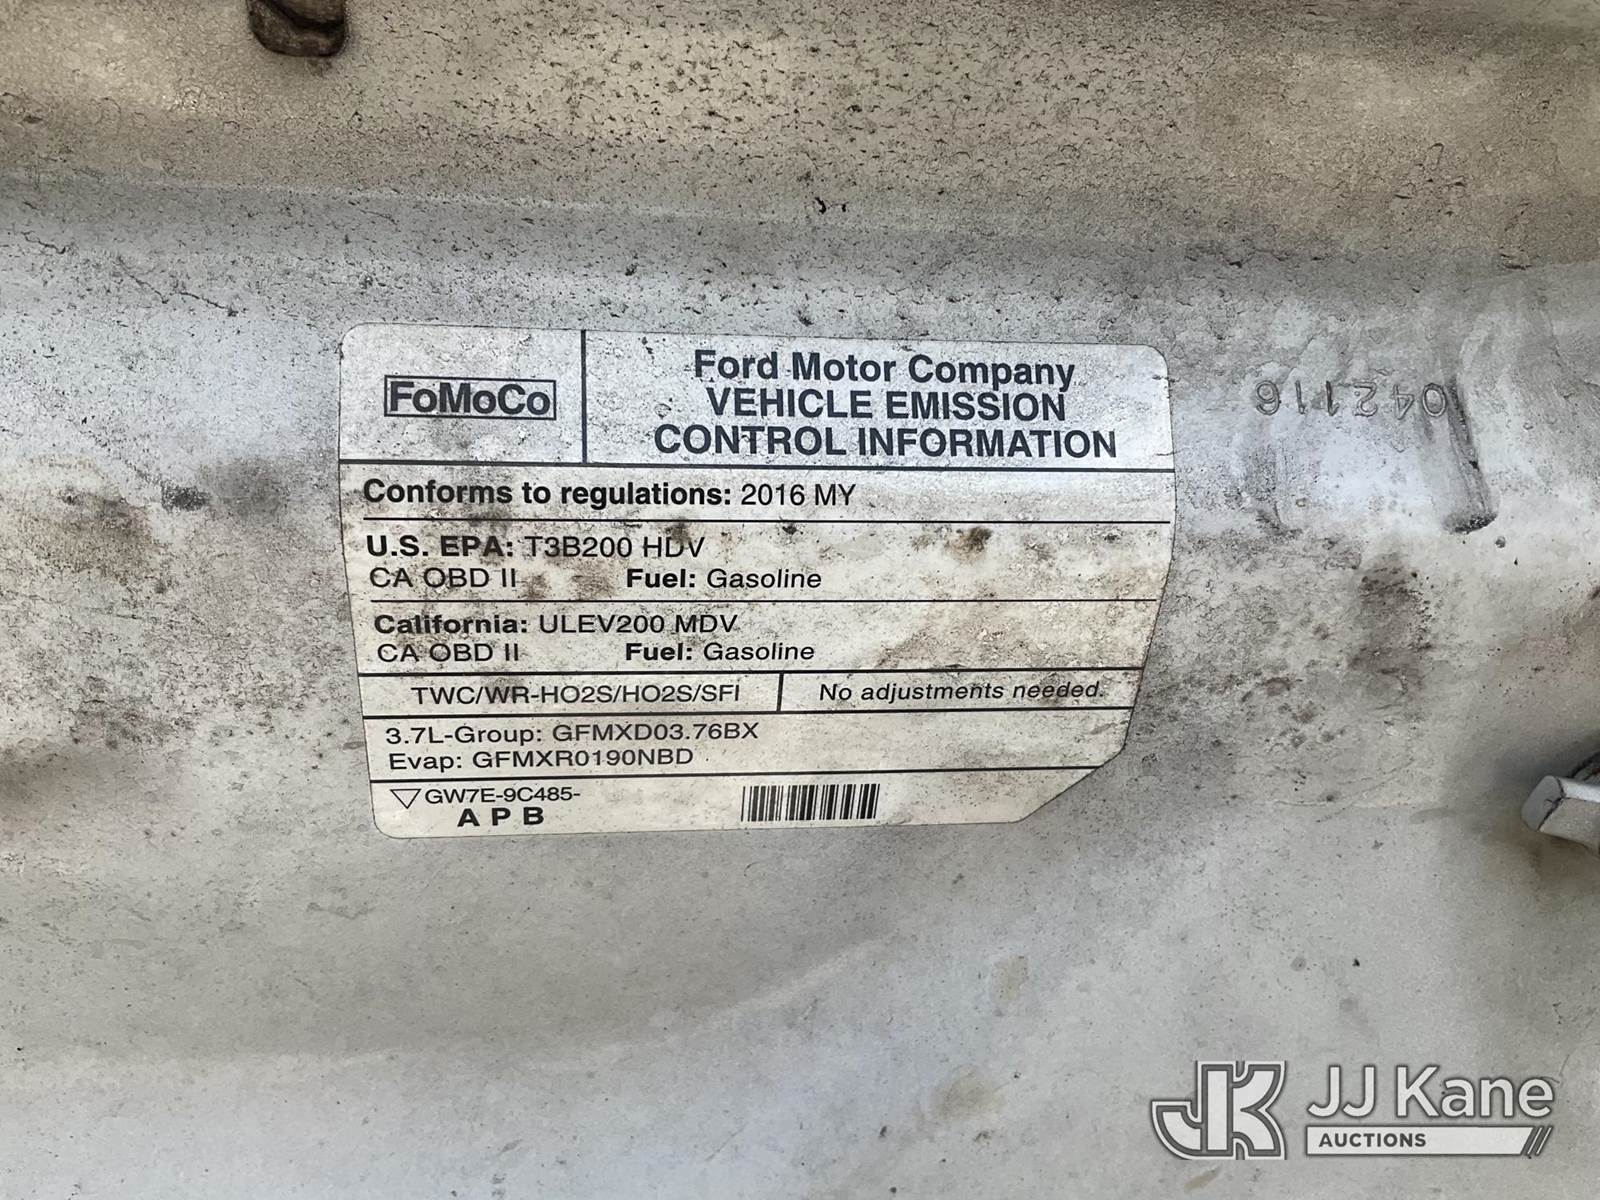 FoMoCo
Ford Motor Company
VEHICLE EMISSION
CONTROL INFORMATION
Conforms to regulations: 2016 MY
U.S. EPA: T3B200 HDV
CA OBD II Fuel: Gasoline
California: ULEV200 MDV
CA OBD II Fuel: Gasoline
TWC/WR-HO2S/HO2S/SFI No adjustments needed.
3.7L-Group: GFMXD03.76BX
Evap: GFMXR0190NBD
GW7E-9C485-
A P B
042116
JK JJ Kane
AUCTIONS